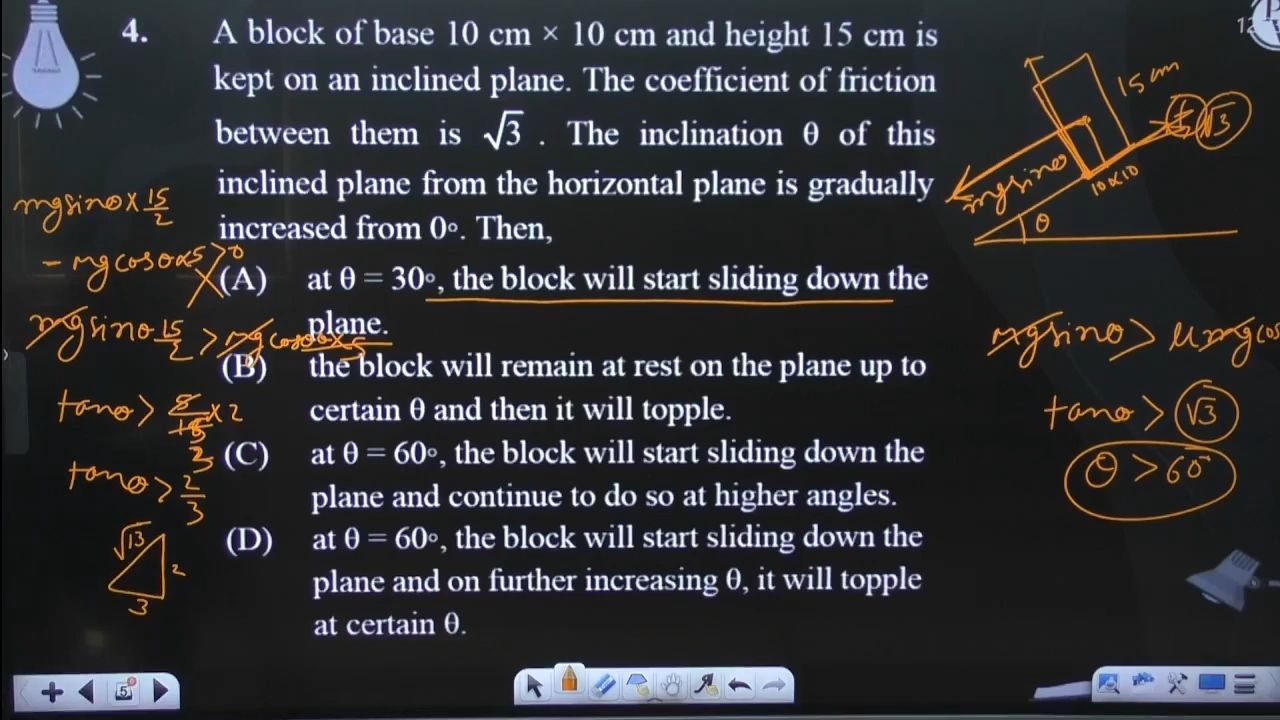 4. A block of base 10 cm × 10 cm and height 15 cm is
kept on an inclined plane. The coefficient of friction
between them is √3 . The inclination θ of this
inclined plane from the horizontal plane is gradually
increased from 0°. Then,
(A) at θ = 30°, the block will start sliding down the
plane.
(B) the block will remain at rest on the plane up to
certain θ and then it will topple.
(C) at θ = 60°, the block will start sliding down the
plane and continue to do so at higher angles.
(D) at θ = 60°, the block will start sliding down the
plane and on further increasing θ, it will topple
at certain θ.
mg sinθ × 15/2
- mg cosθ × 5 > 0
mg sinθ 15/2 > mg cosθ × 5
tanθ > 5/15 × 2
3
tanθ > 2/3
√13
2
3
15 cm
√3
mg sinθ
10×10
θ
mg sinθ > μ mg cos
tanθ > √3
θ > 60°
12
5